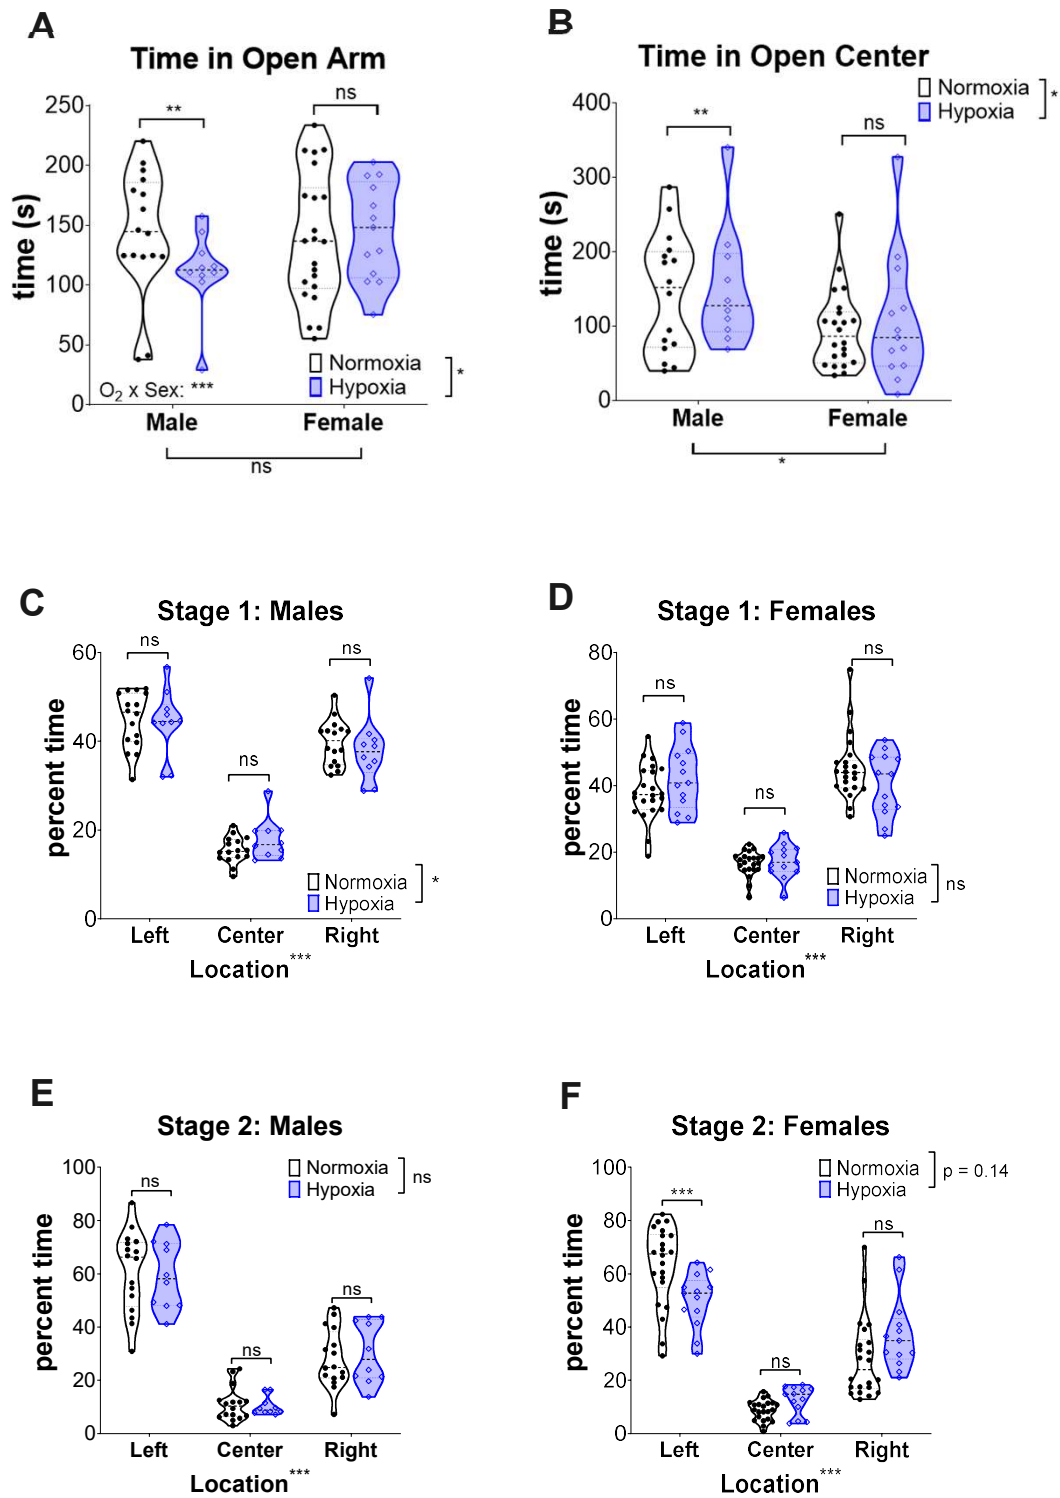 A
Time in Open Arm
250
200
150
100
50
0
time (s)
**
ns
Normoxia
Hypoxia
*
O2 x Sex: ***
Male
Female
ns
B
Time in Open Center
Normoxia
Hypoxia
*
400
300
200
100
0
time (s)
**
ns
Male
Female
*
C
Stage 1: Males
60
40
20
0
percent time
ns
ns
ns
Normoxia
Hypoxia
*
Left
Center
Right
Location***
D
Stage 1: Females
80
60
40
20
0
percent time
ns
ns
ns
Normoxia
Hypoxia
ns
Left
Center
Right
Location***
E
Stage 2: Males
Normoxia
Hypoxia
ns
100
80
60
40
20
0
percent time
ns
ns
ns
Left
Center
Right
Location***
F
Stage 2: Females
Normoxia
Hypoxia
p = 0.14
100
80
60
40
20
0
percent time
***
ns
ns
Left
Center
Right
Location***